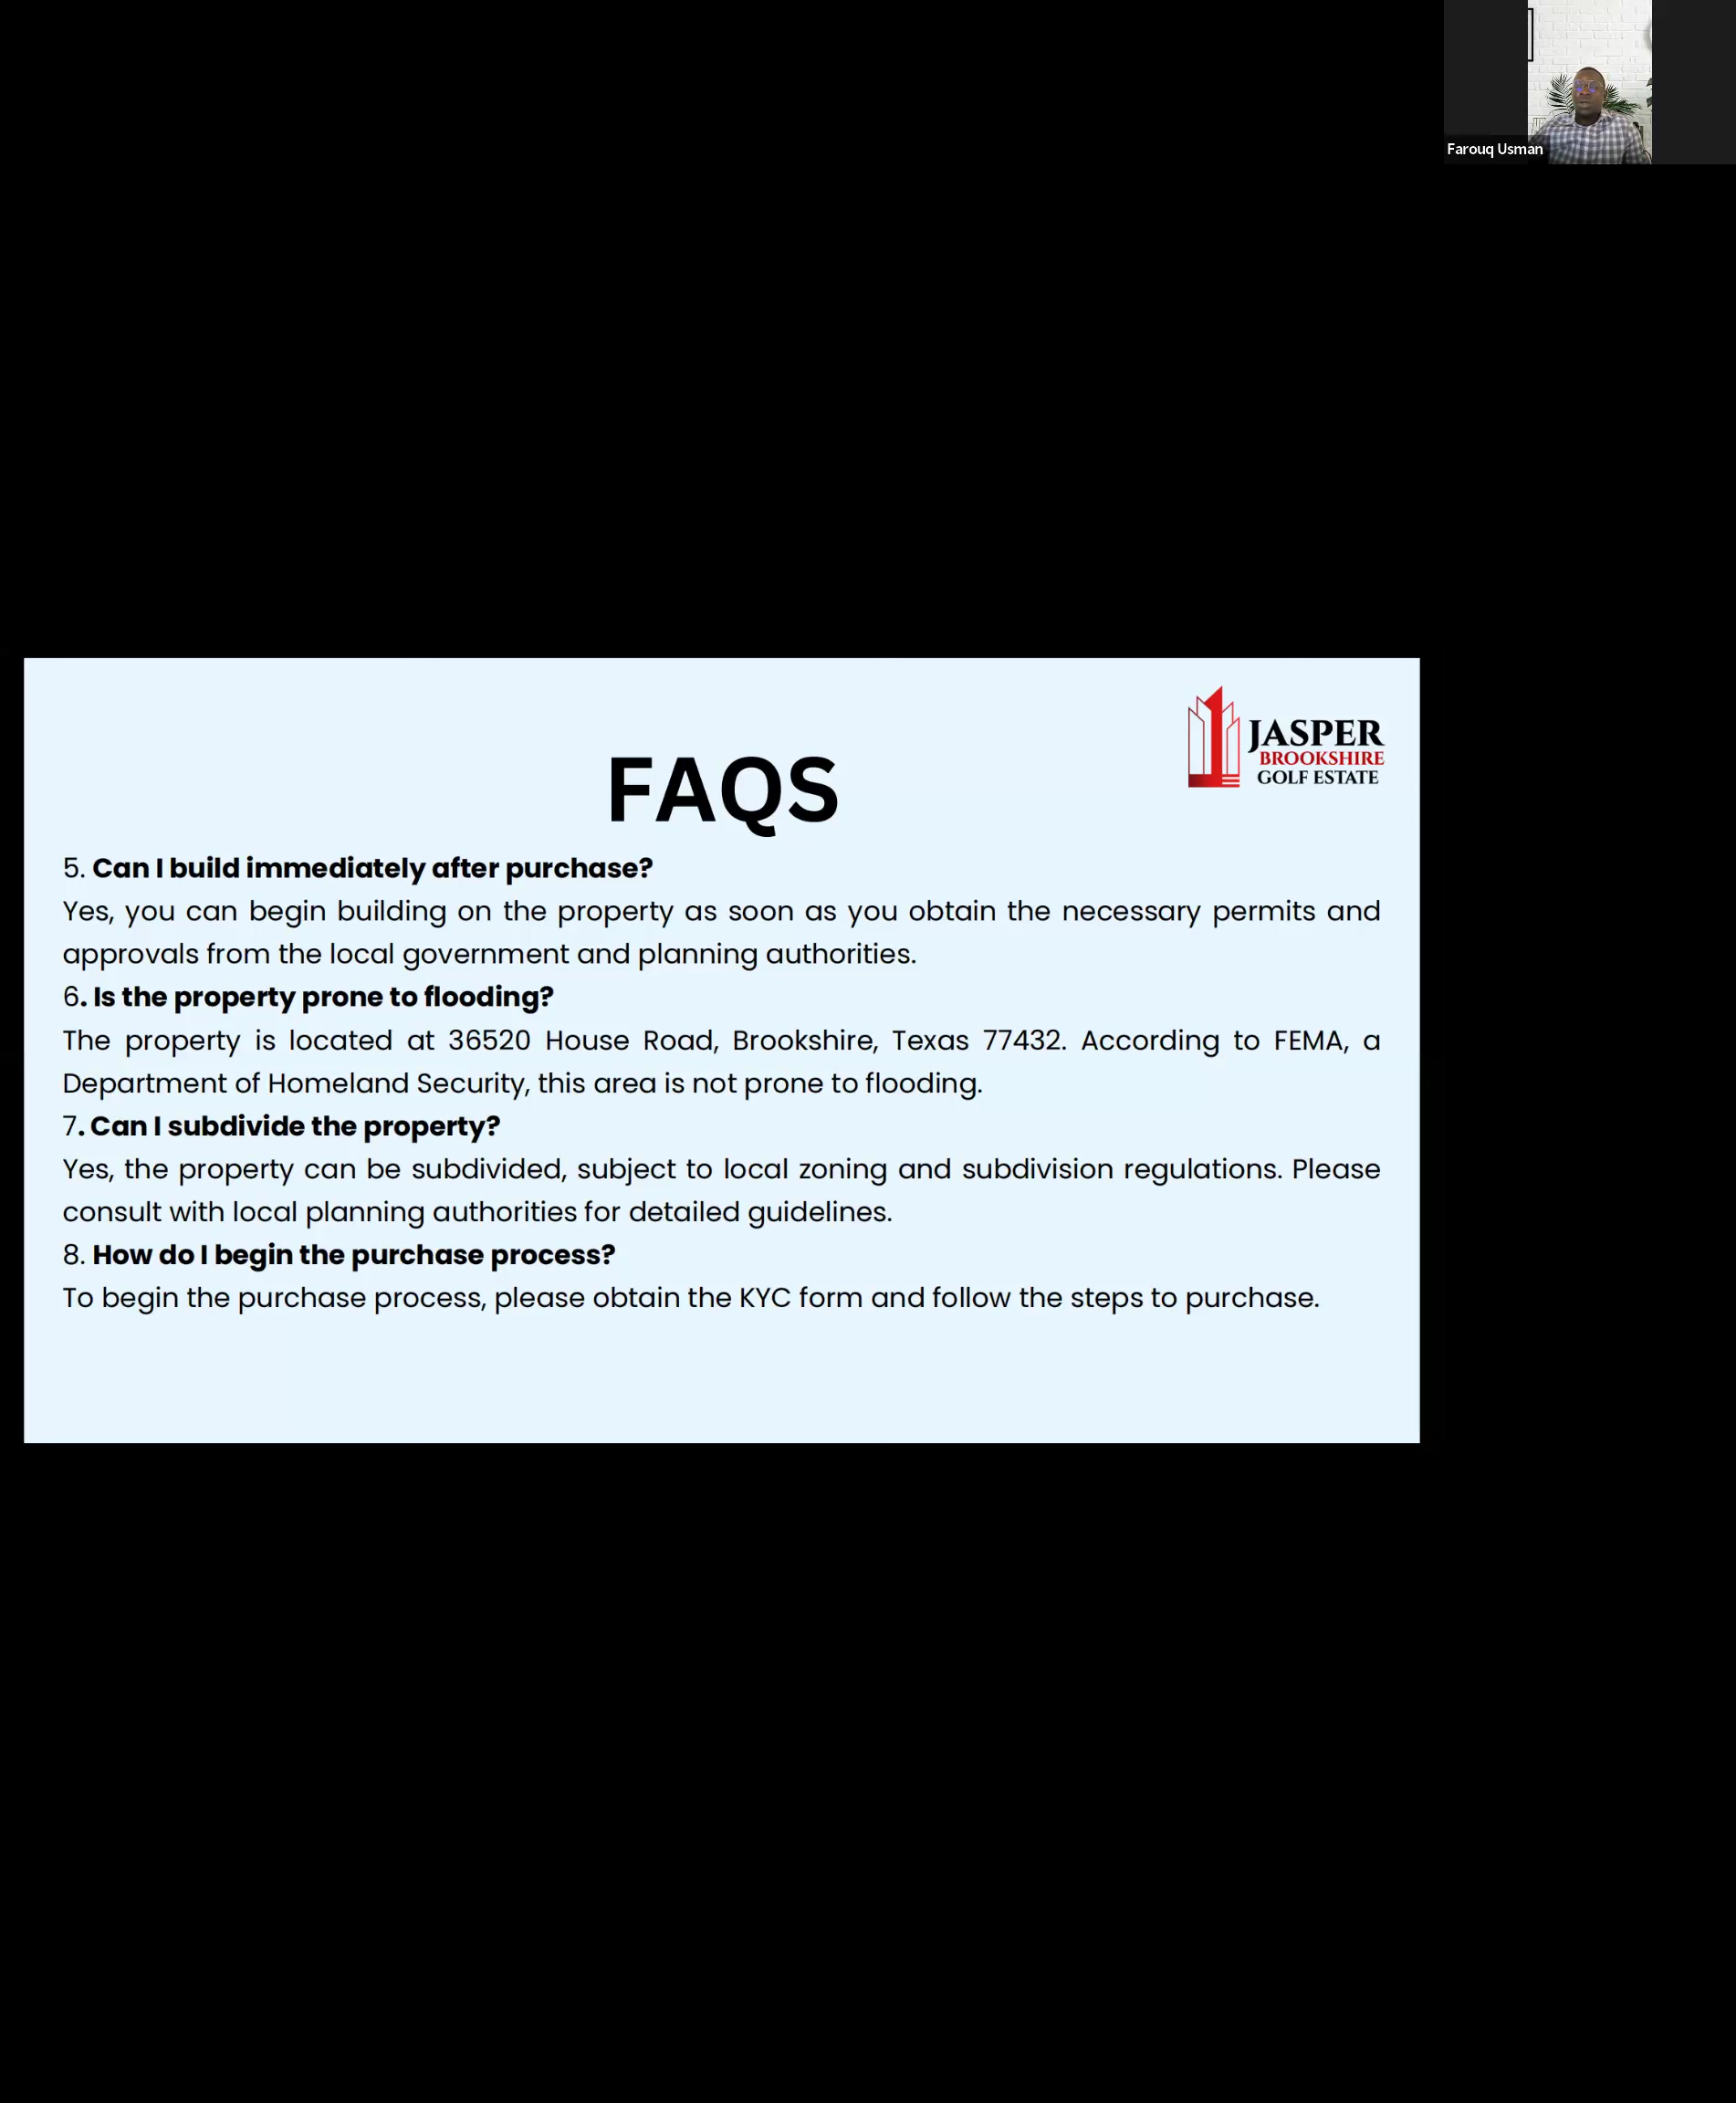 Farouq Usman
JASPER
BROOKSHIRE
GOLF ESTATE
FAQS
5. Can I build immediately after purchase?
Yes, you can begin building on the property as soon as you obtain the necessary permits and
approvals from the local government and planning authorities.
6. Is the property prone to flooding?
The property is located at 36520 House Road, Brookshire, Texas 77432. According to FEMA, a
Department of Homeland Security, this area is not prone to flooding.
7. Can I subdivide the property?
Yes, the property can be subdivided, subject to local zoning and subdivision regulations. Please
consult with local planning authorities for detailed guidelines.
8. How do I begin the purchase process?
To begin the purchase process, please obtain the KYC form and follow the steps to purchase.